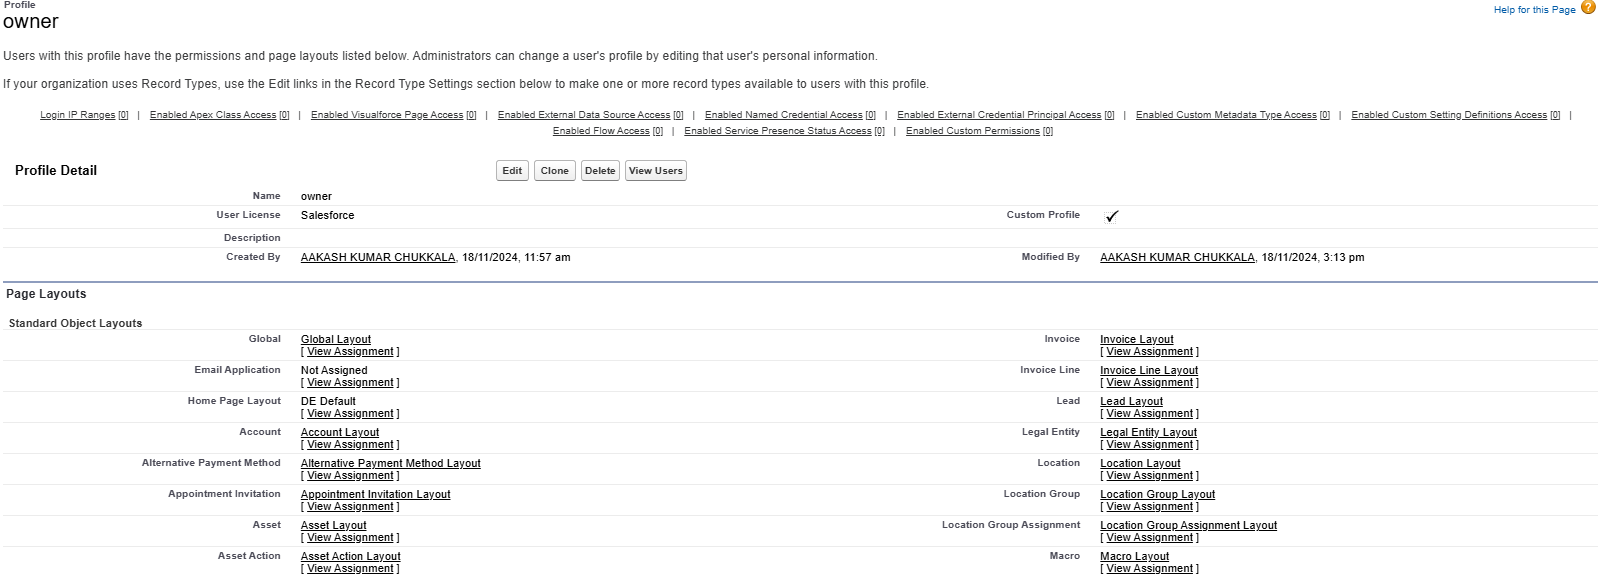 Profile
owner
Help for this Page ?
Users with this profile have the permissions and page layouts listed below. Administrators can change a user's profile by editing that user's personal information.
If your organization uses Record Types, use the Edit links in the Record Type Settings section below to make one or more record types available to users with this profile.
Login IP Ranges [0] | Enabled Apex Class Access [0] | Enabled Visualforce Page Access [0] | Enabled External Data Source Access [0] | Enabled Named Credential Access [0] | Enabled External Credential Principal Access [0] | Enabled Custom Metadata Type Access [0] | Enabled Custom Setting Definitions Access [0] |
Enabled Flow Access [0] | Enabled Service Presence Status Access [0] | Enabled Custom Permissions [0]
Profile Detail Edit Clone Delete View Users
Name owner
User License Salesforce Custom Profile ✓
Description
Created By AAKASH KUMAR CHUKKALA, 18/11/2024, 11:57 am Modified By AAKASH KUMAR CHUKKALA, 18/11/2024, 3:13 pm
Page Layouts
Standard Object Layouts
Global Global Layout Invoice Invoice Layout
[ View Assignment ] [ View Assignment ]
Email Application Not Assigned Invoice Line Invoice Line Layout
[ View Assignment ] [ View Assignment ]
Home Page Layout DE Default Lead Lead Layout
[ View Assignment ] [ View Assignment ]
Account Account Layout Legal Entity Legal Entity Layout
[ View Assignment ] [ View Assignment ]
Alternative Payment Method Alternative Payment Method Layout Location Location Layout
[ View Assignment ] [ View Assignment ]
Appointment Invitation Appointment Invitation Layout Location Group Location Group Layout
[ View Assignment ] [ View Assignment ]
Asset Asset Layout Location Group Assignment Location Group Assignment Layout
[ View Assignment ] [ View Assignment ]
Asset Action Asset Action Layout Macro Macro Layout
[ View Assignment ] [ View Assignment ]